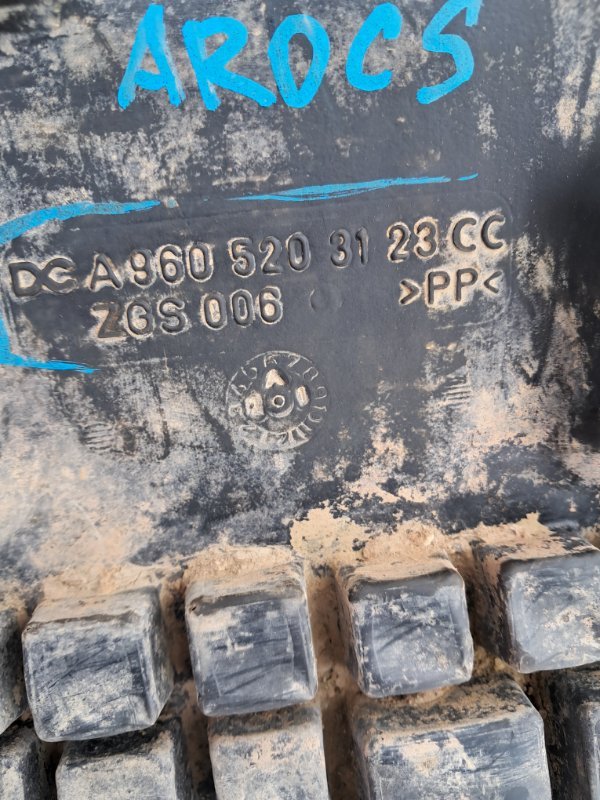 AROCS
DC A 960 520 31 23 CC
ZGS 006 >PP<